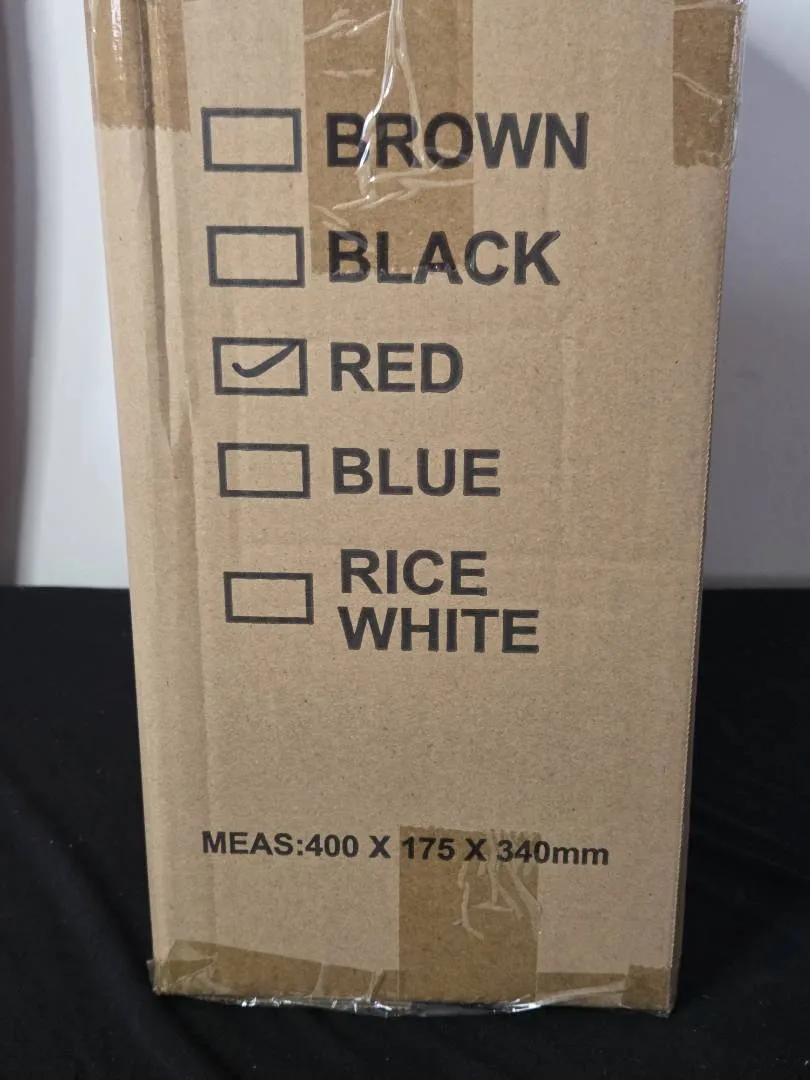 BROWN
BLACK
RED
BLUE
RICE
WHITE
MEAS:400 X 175 X 340mm